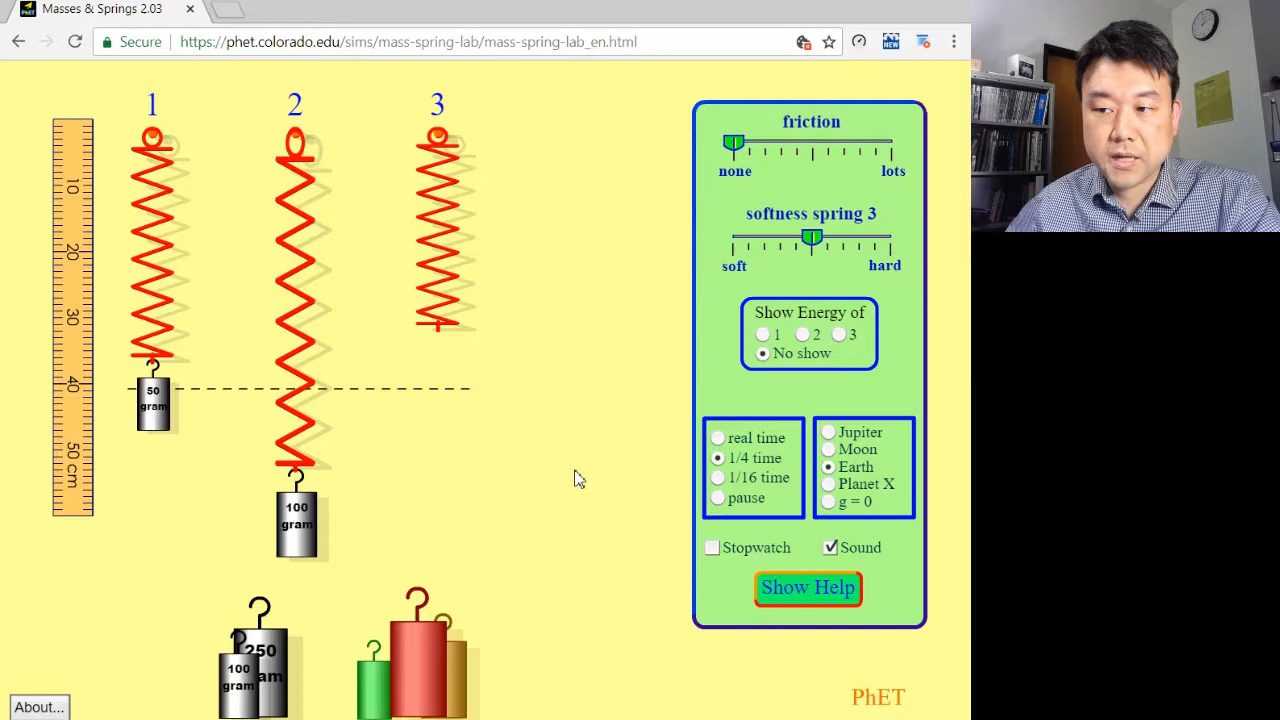 Masses & Springs 2.03
Secure
https://phet.colorado.edu/sims/mass-spring-lab/mass-spring-lab_en.html
NEW
1
2
3
10
20
30
40
50 cm
50
gram
100
gram
250
100
gram
friction
none
lots
softness spring 3
soft
hard
Show Energy of
1
2
3
No show
real time
1/4 time
1/16 time
pause
Jupiter
Moon
Earth
Planet X
g = 0
Stopwatch
Sound
Show Help
PhET
About...